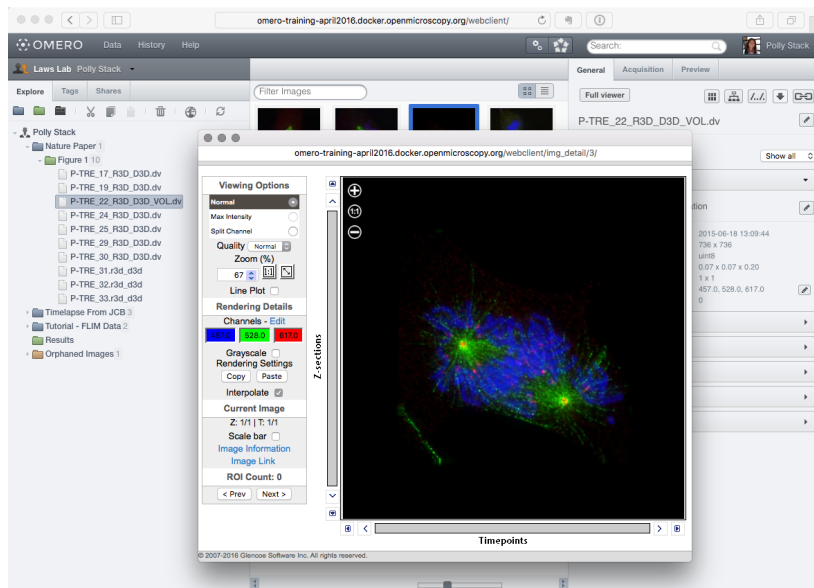 omero-training-april2016.docker.openmicroscopy.org/webclient/
OMERO Data History Help Search: Polly Stack
Laws Lab Polly Stack
General Acquisition Preview
Explore Tags Shares
Filter Images
Full viewer
P-TRE_22_R3D_D3D_VOL.dv
Show all
Polly Stack
Nature Paper 1
Figure 1 10
P-TRE_17_R3D_D3D.dv
P-TRE_19_R3D_D3D.dv
P-TRE_22_R3D_D3D_VOL.dv
P-TRE_24_R3D_D3D.dv
P-TRE_25_R3D_D3D.dv
P-TRE_29_R3D_D3D.dv
P-TRE_30_R3D_D3D.dv
P-TRE_31.r3d_d3d
P-TRE_32.r3d_d3d
P-TRE_33.r3d_d3d
Timelapse From JCB 3
Tutorial - FLIM Data 2
Results
Orphaned Images 1
omero-training-april2016.docker.openmicroscopy.org/webclient/img_detail/3/
Viewing Options
Normal
Max Intensity
Split Channel
Quality Normal
Zoom (%)
67 1:1
Line Plot
Rendering Details
Channels - Edit
528.0 617.0
Grayscale
Rendering Settings
Copy Paste
Interpolate
Current Image
Z: 1/1 | T: 1/1
Scale bar
Image Information
Image Link
ROI Count: 0
< Prev Next >
Z-sections
1:1
Timepoints
© 2007-2016 Glencoe Software Inc. All rights reserved.
2015-06-18 13:09:44
736 x 736
uint8
0.07 x 0.07 x 0.20
1 x 1
457.0, 528.0, 617.0
0